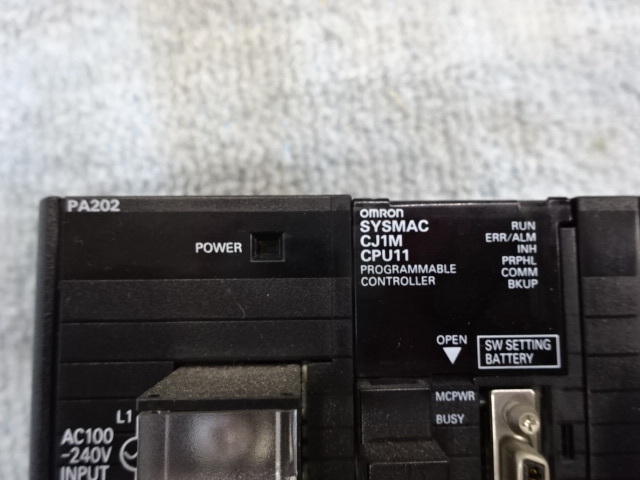 PA202
POWER
L1
AC100
-240V
INPUT
omron
SYSMAC
CJ1M
CPU11
PROGRAMMABLE
CONTROLLER
RUN
ERR/ALM
INH
PRPHL
COMM
BKUP
OPEN
SW SETTING
BATTERY
MCPWR
BUSY